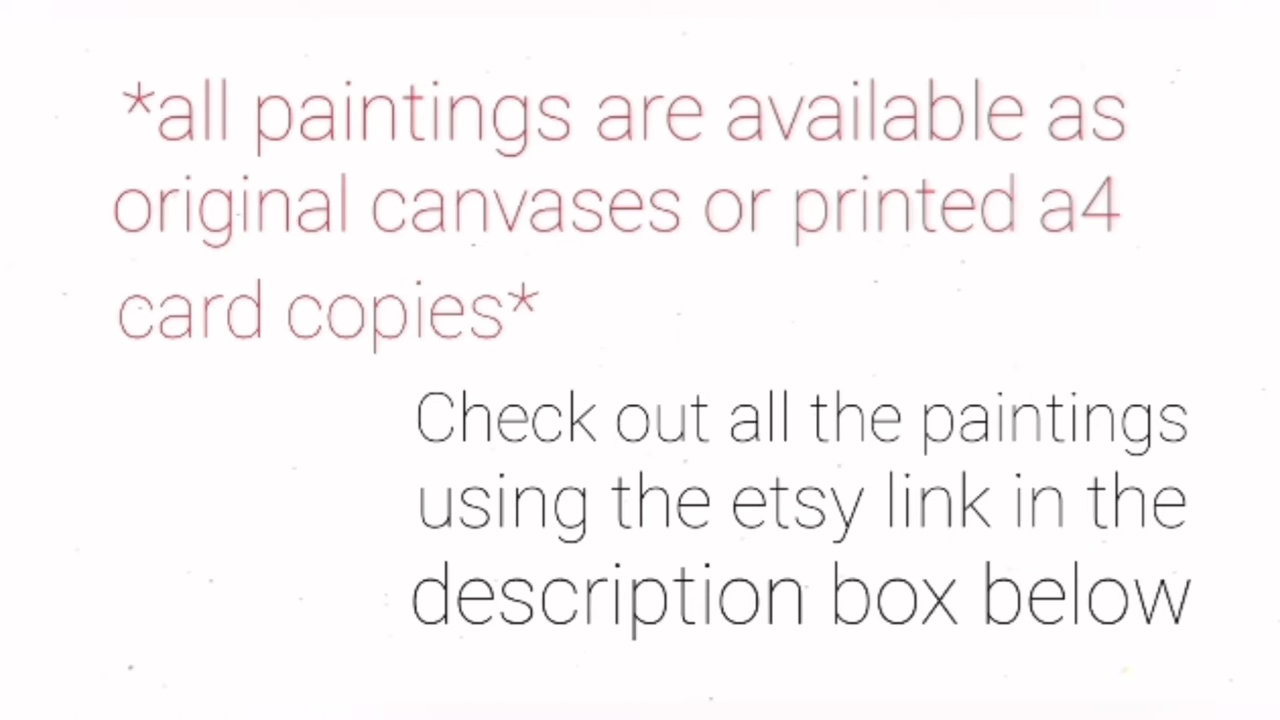 *all paintings are available as
original canvases or printed a4
card copies*
Check out all the paintings
using the etsy link in the
description box below